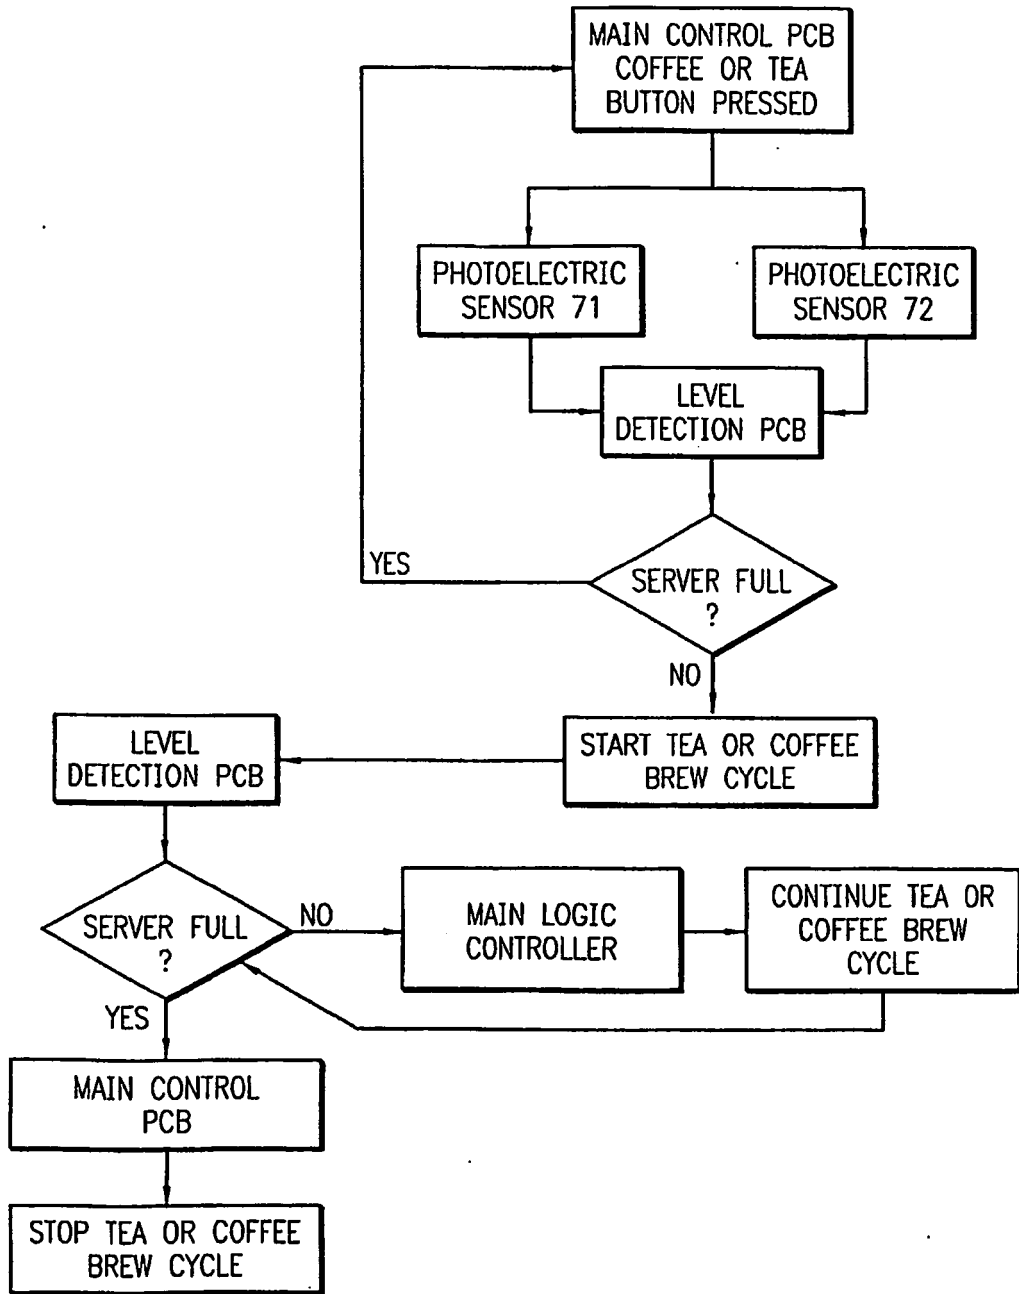 MAIN CONTROL PCB
COFFEE OR TEA
BUTTON PRESSED
PHOTOELECTRIC
SENSOR 71
PHOTOELECTRIC
SENSOR 72
LEVEL
DETECTION PCB
YES
SERVER FULL
?
NO
START TEA OR COFFEE
BREW CYCLE
LEVEL
DETECTION PCB
SERVER FULL
?
NO
MAIN LOGIC
CONTROLLER
CONTINUE TEA OR
COFFEE BREW
CYCLE
YES
MAIN CONTROL
PCB
STOP TEA OR COFFEE
BREW CYCLE